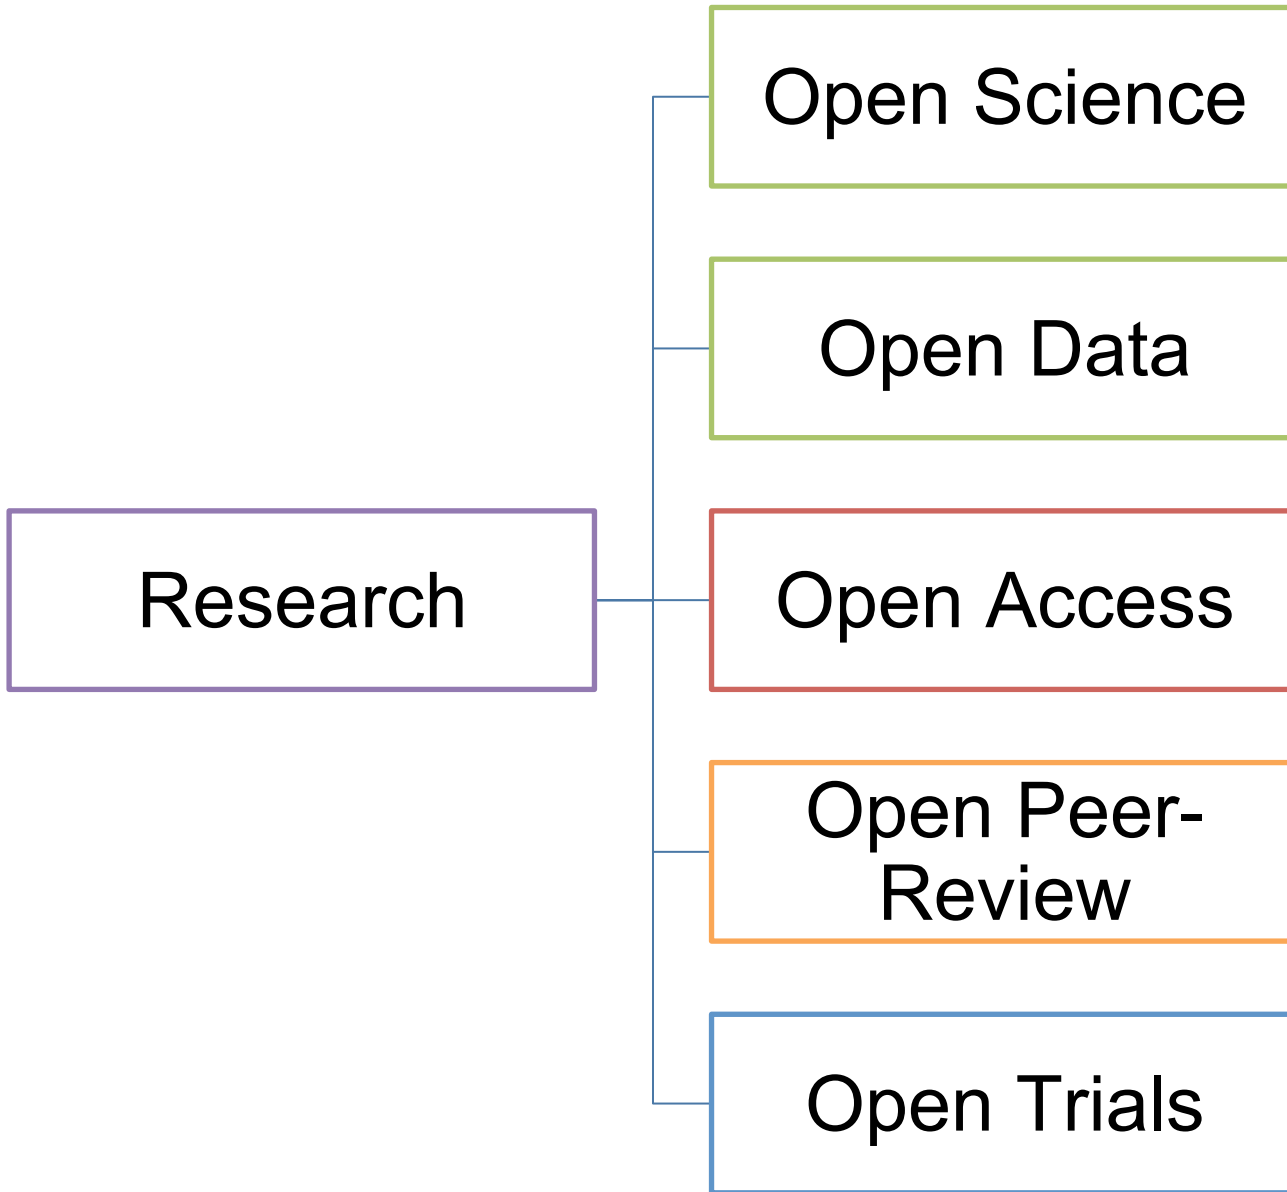 Open Science
Open Data
Research
Open Access
Open Peer-
Review
Open Trials